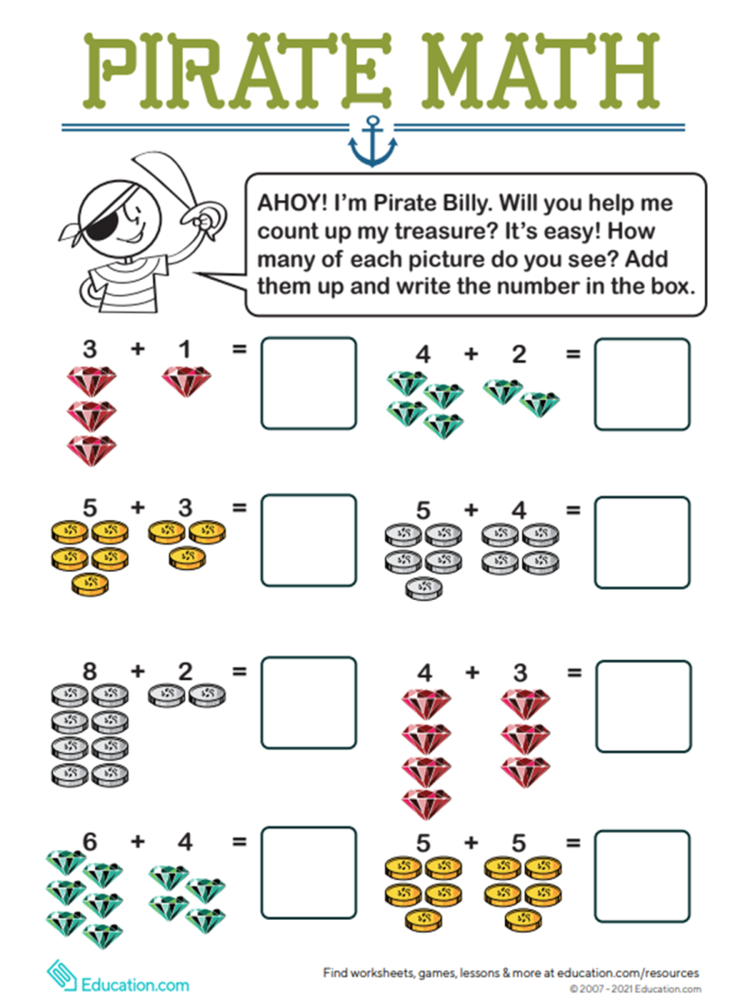 PIRATE MATH
AHOY! I'm Pirate Billy. Will you help me
count up my treasure? It's easy! How
many of each picture do you see? Add
them up and write the number in the box.
3 + 1 =
4 + 2 =
5 + 3 =
5 + 4 =
8 + 2 =
4 + 3 =
6 + 4 =
5 + 5 =
Education.com
Find worksheets, games, lessons & more at education.com/resources
© 2007 - 2021 Education.com